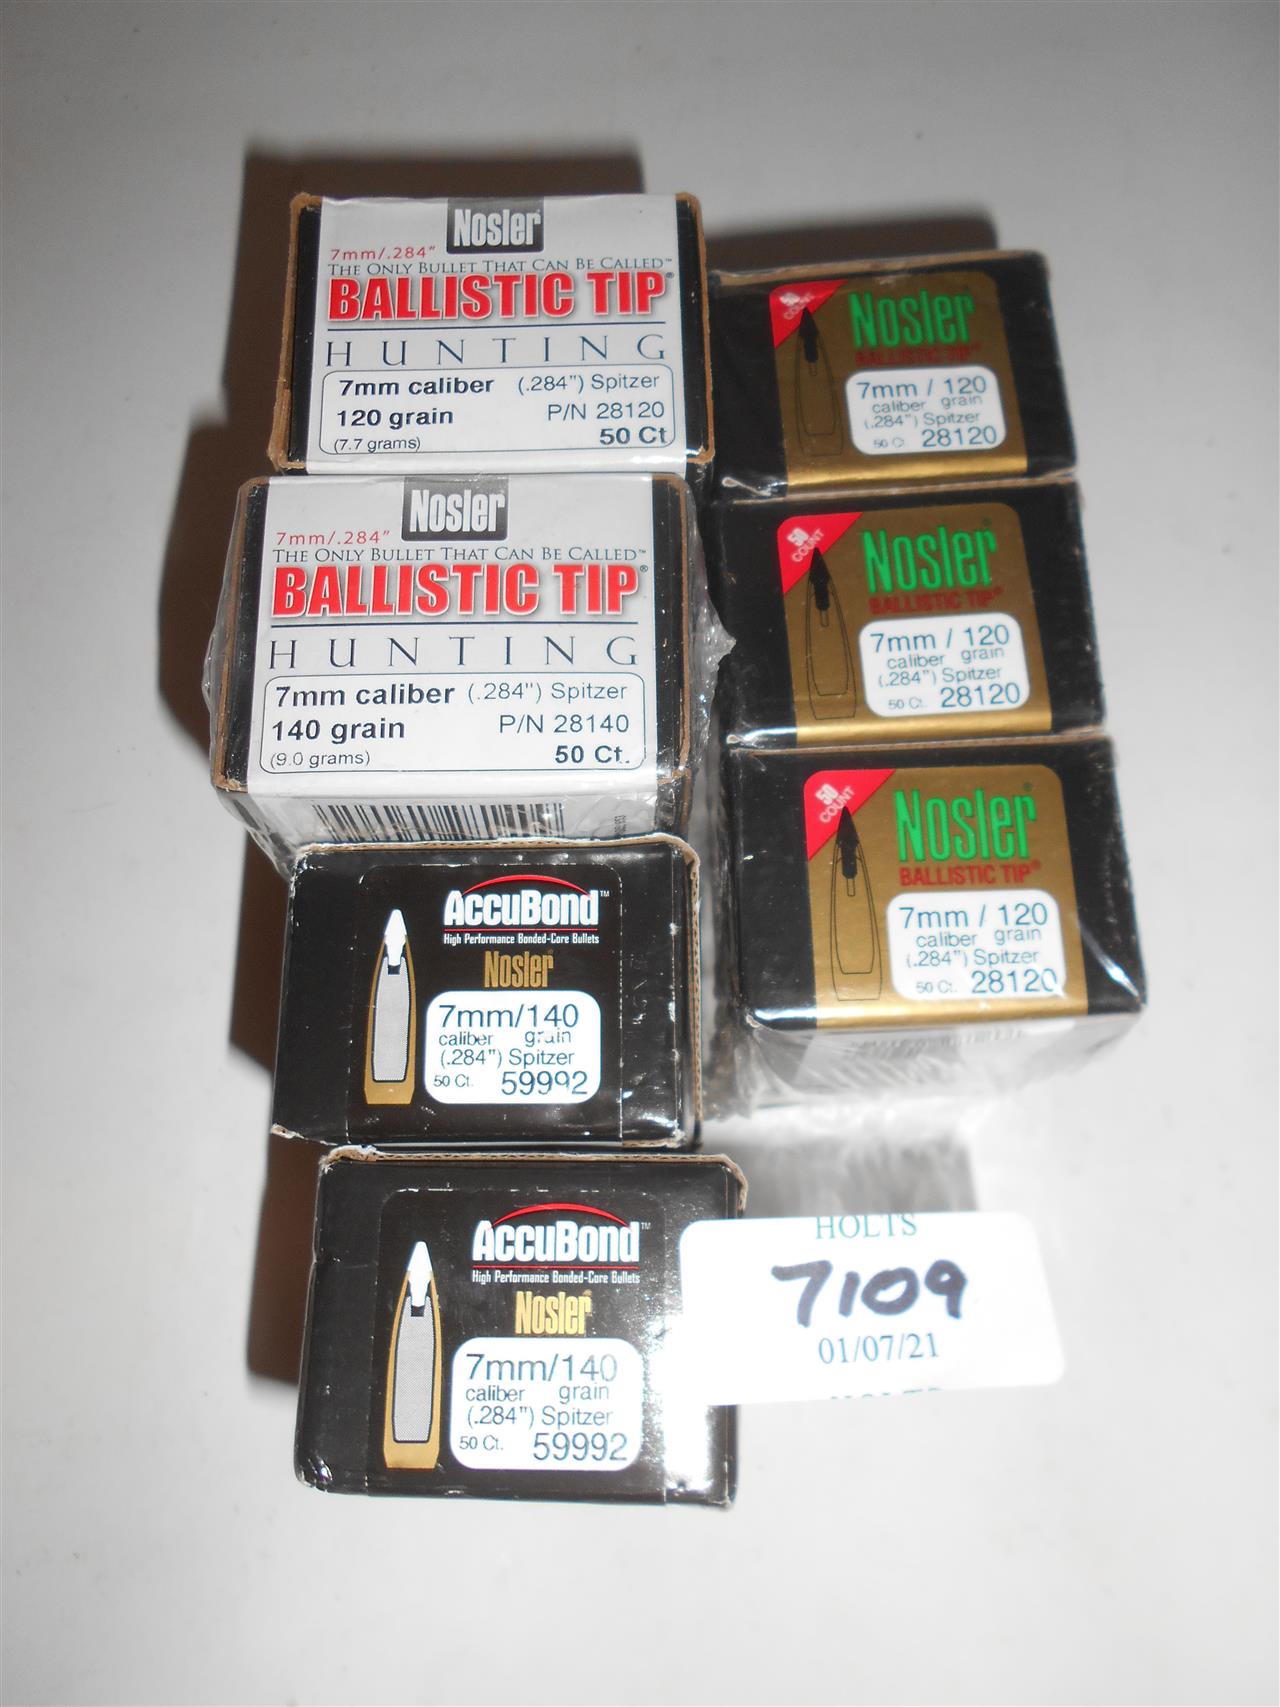 Nosler
7mm/.284"
THE ONLY BULLET THAT CAN BE CALLED™
BALLISTIC TIP®
HUNTING
7mm caliber (.284") Spitzer
120 grain P/N 28120
(7.7 grams) 50 Ct
Nosler
7mm/.284"
THE ONLY BULLET THAT CAN BE CALLED™
BALLISTIC TIP®
HUNTING
7mm caliber (.284") Spitzer
140 grain P/N 28140
(9.0 grams) 50 Ct.
AccuBond™
High Performance Bonded-Core Bullets
Nosler
7mm/140
caliber grain
(.284") Spitzer
50 Ct. 59992
AccuBond™
High Performance Bonded-Core Bullets
Nosler
7mm/140
caliber grain
(.284") Spitzer
50 Ct. 59992
50
COUNT
Nosler
BALLISTIC TIP®
7mm / 120
caliber grain
(.284") Spitzer
50 Ct. 28120
50
COUNT
Nosler
BALLISTIC TIP®
7mm / 120
caliber grain
(.284") Spitzer
50 Ct. 28120
50
COUNT
Nosler
BALLISTIC TIP®
7mm / 120
caliber grain
(.284") Spitzer
50 Ct. 28120
HOLTS
7109
01/07/21